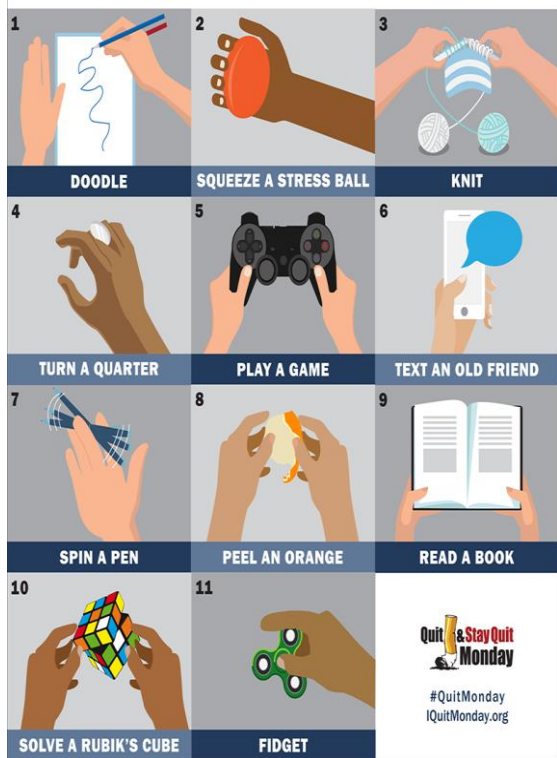 1
DOODLE
2
SQUEEZE A STRESS BALL
3
KNIT
4
TURN A QUARTER
5
PLAY A GAME
6
TEXT AN OLD FRIEND
7
SPIN A PEN
8
PEEL AN ORANGE
9
READ A BOOK
10
SOLVE A RUBIK'S CUBE
11
FIDGET
Quit & Stay Quit
Monday
#QuitMonday
IQuitMonday.org